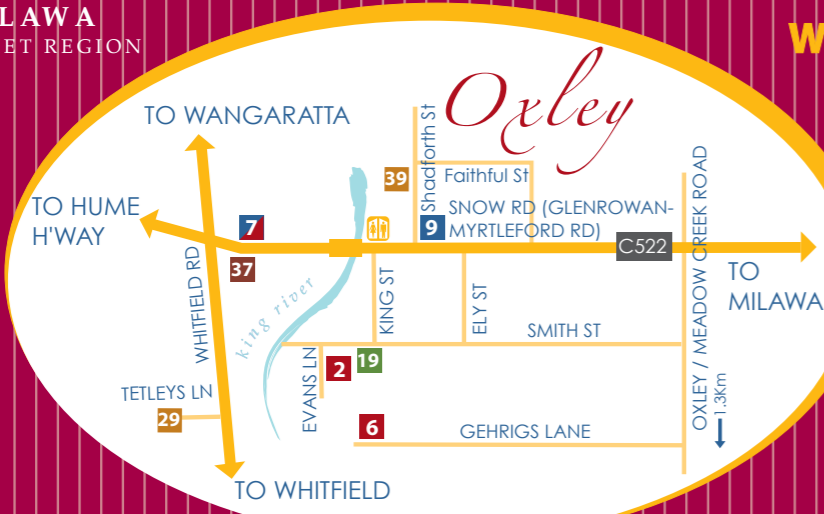 LAWA
ET REGION
W
Oxley
TO WANGARATTA
TO HUME
H'WAY
Shadforth St
39
Faithful St
7
9
SNOW RD (GLENROWAN-
MYRTLEFORD RD)
C522
OXLEY / MEADOW CREEK ROAD
TO
MILAWA
37
WHITFIELD RD
king river
KING ST
ELY ST
SMITH ST
EVANS LN
2
19
TETLEYS LN
29
6
GEHRIGS LANE
1.3Km
TO WHITFIELD